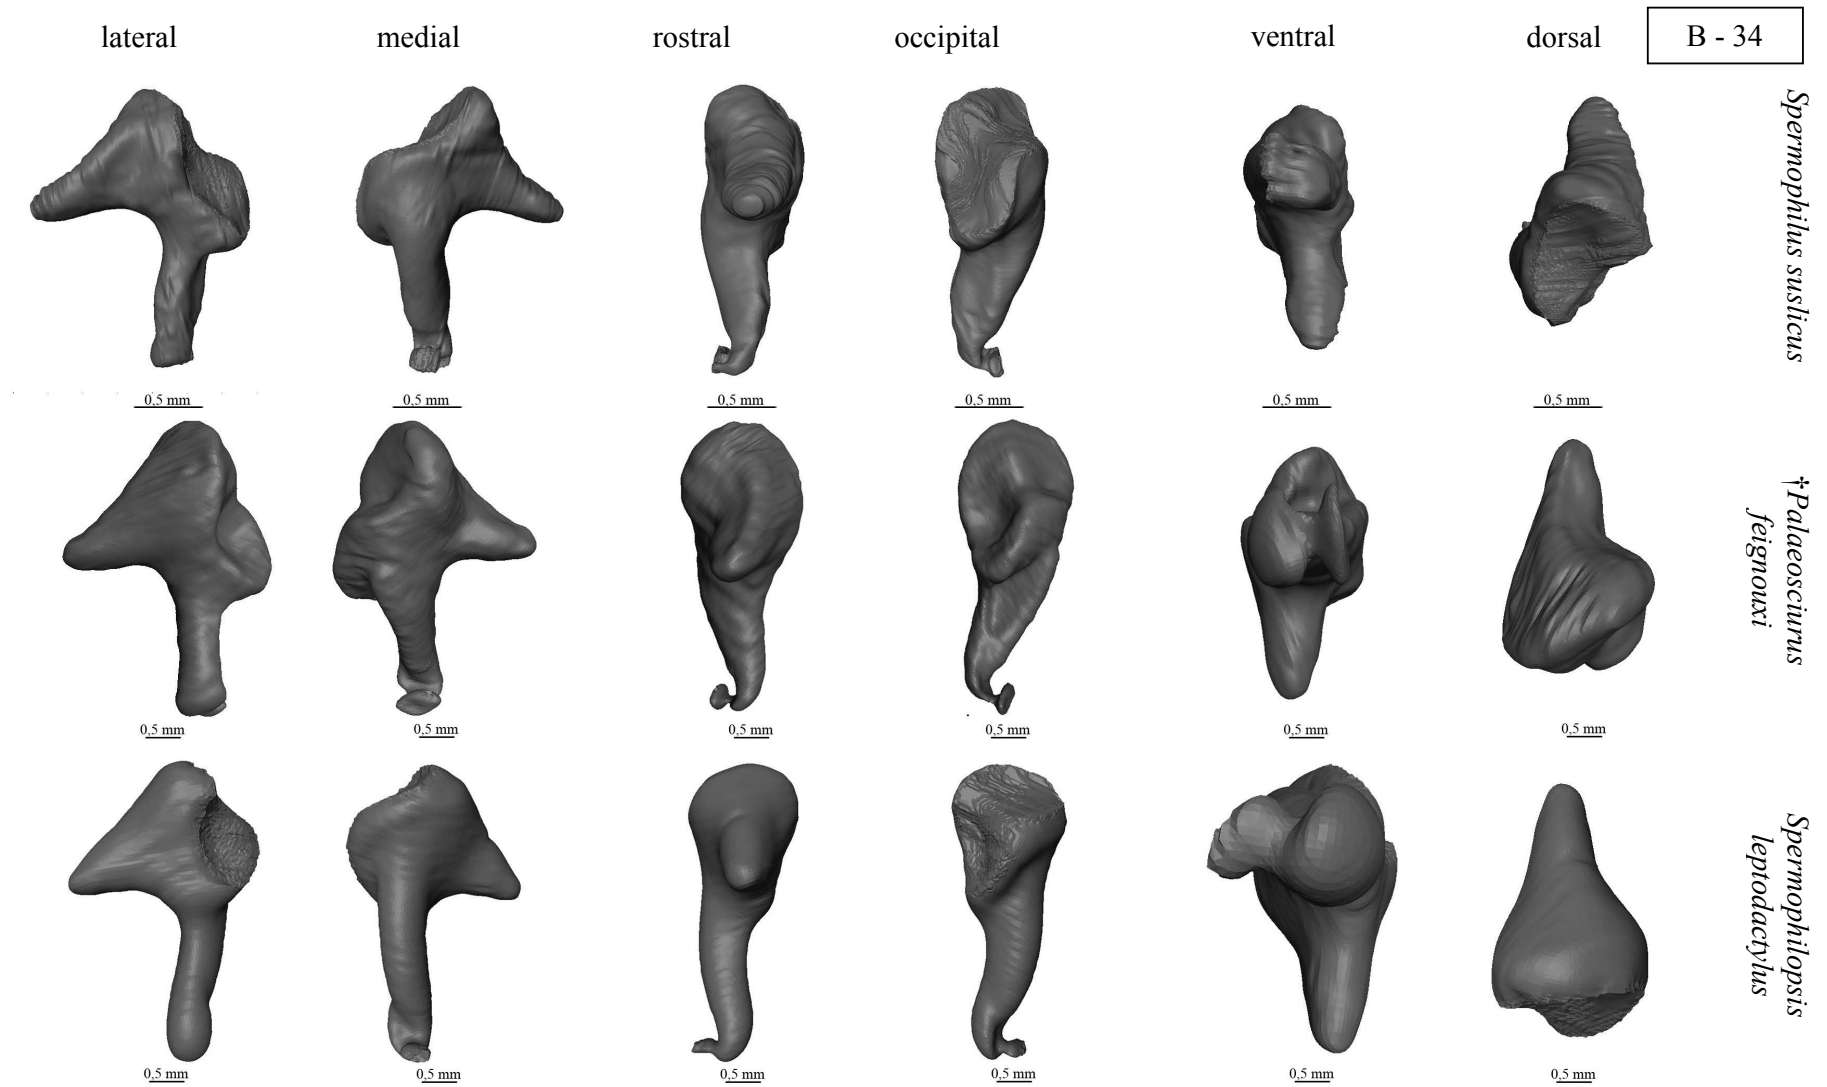 lateral medial rostral occipital ventral dorsal B - 34
Spermophilus suslicus
0,5 mm 0,5 mm 0,5 mm 0,5 mm 0,5 mm 0,5 mm
†Palaeosciurus
feignouxi
0,5 mm 0,5 mm 0,5 mm 0,5 mm 0,5 mm 0,5 mm
Spermophilopsis
leptodactylus
0,5 mm 0,5 mm 0,5 mm 0,5 mm 0,5 mm 0,5 mm